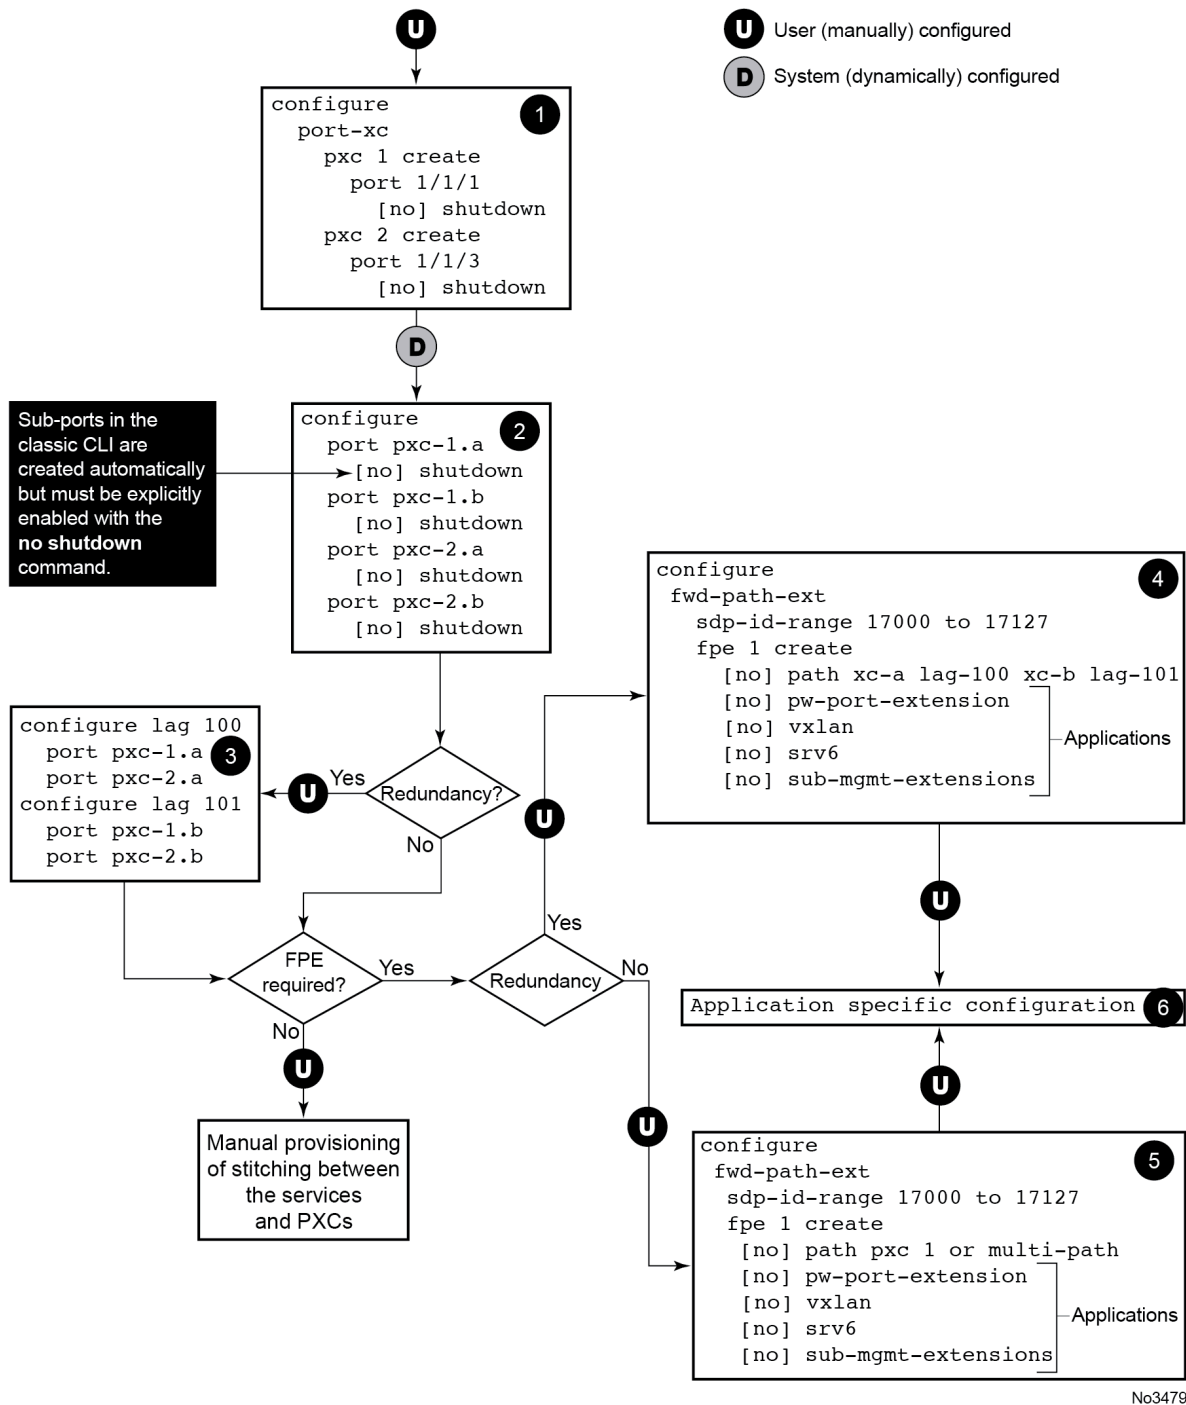 U
U User (manually) configured
D System (dynamically) configured
configure
port-xc
pxc 1 create
port 1/1/1
[no] shutdown
pxc 2 create
port 1/1/3
[no] shutdown
1
D
Sub-ports in the
classic CLI are
created automatically
but must be explicitly
enabled with the
no shutdown
command.
configure
port pxc-1.a
[no] shutdown
port pxc-1.b
[no] shutdown
port pxc-2.a
[no] shutdown
port pxc-2.b
[no] shutdown
2
configure lag 100
port pxc-1.a
port pxc-2.a
configure lag 101
port pxc-1.b
port pxc-2.b
3
U
Yes
Redundancy?
No
FPE
required?
Yes
No
U
Manual provisioning
of stitching between
the services
and PXCs
Redundancy
Yes
U
No
U
configure
fwd-path-ext
sdp-id-range 17000 to 17127
fpe 1 create
[no] path xc-a lag-100 xc-b lag-101
[no] pw-port-extension
[no] vxlan
[no] srv6
[no] sub-mgmt-extensions
Applications
4
U
Application specific configuration
6
U
configure
fwd-path-ext
sdp-id-range 17000 to 17127
fpe 1 create
[no] path pxc 1 or multi-path
[no] pw-port-extension
[no] vxlan
[no] srv6
[no] sub-mgmt-extensions
Applications
5
No3479